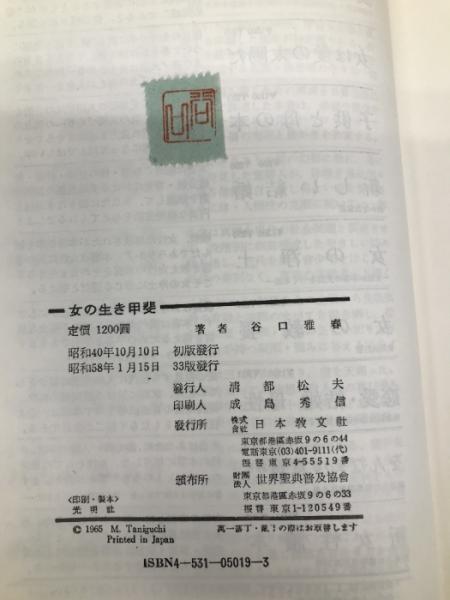 女の生き甲斐
定價 1200圓
著者 谷口雅春
昭和40年10月10日 初版發行
昭和58年1月15日 33版發行
發行人 浦部松夫
印刷人 成島秀信
發行所 株式会社 日本敎文社
東京都港區赤坂9の6の44
電話東京(03)401-9111(代)
振替東京4-55519番
頒布所 財團法人 世界聖典普及協會
東京都港區赤坂9の6の33
振替東京1-120549番
<印刷・製本>
光明社
© 1965 M. Taniguchi
Printed in Japan
萬一落丁・亂丁の際はお取替します
ISBN4-531-05019-3